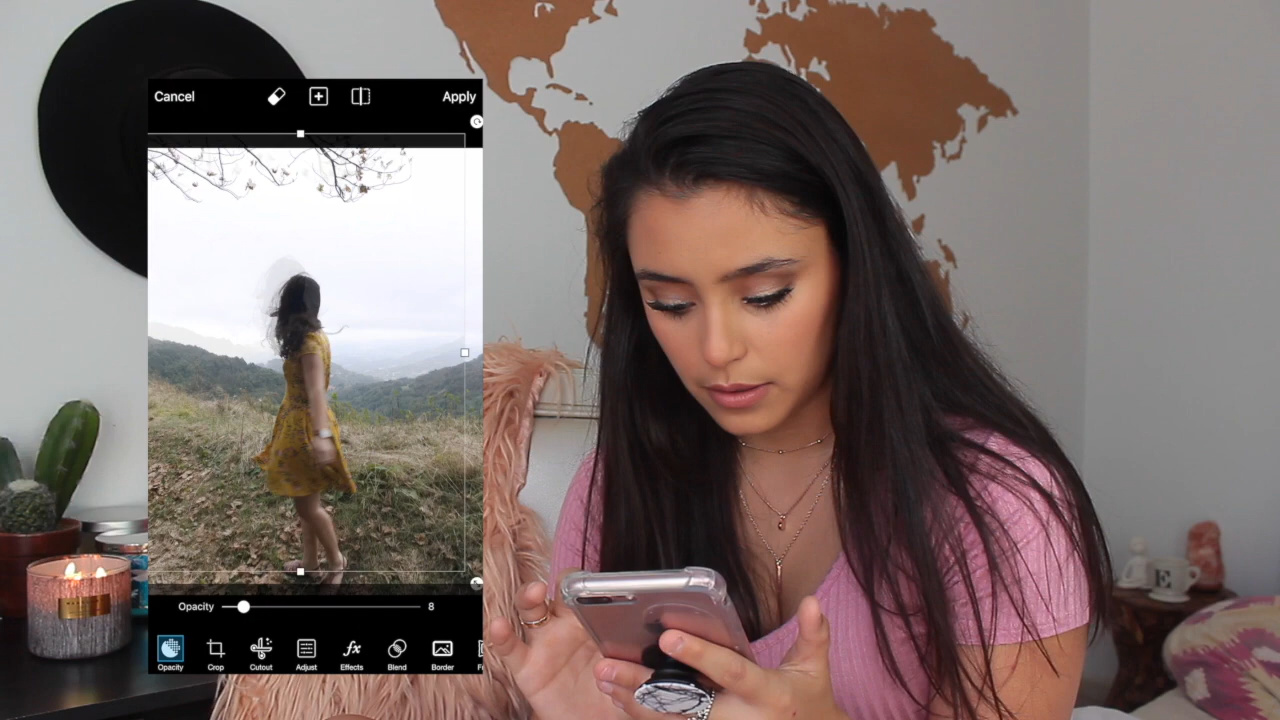 Cancel
Apply
Opacity 8
Opacity Crop Cutout Adjust Effects Blend Border
E